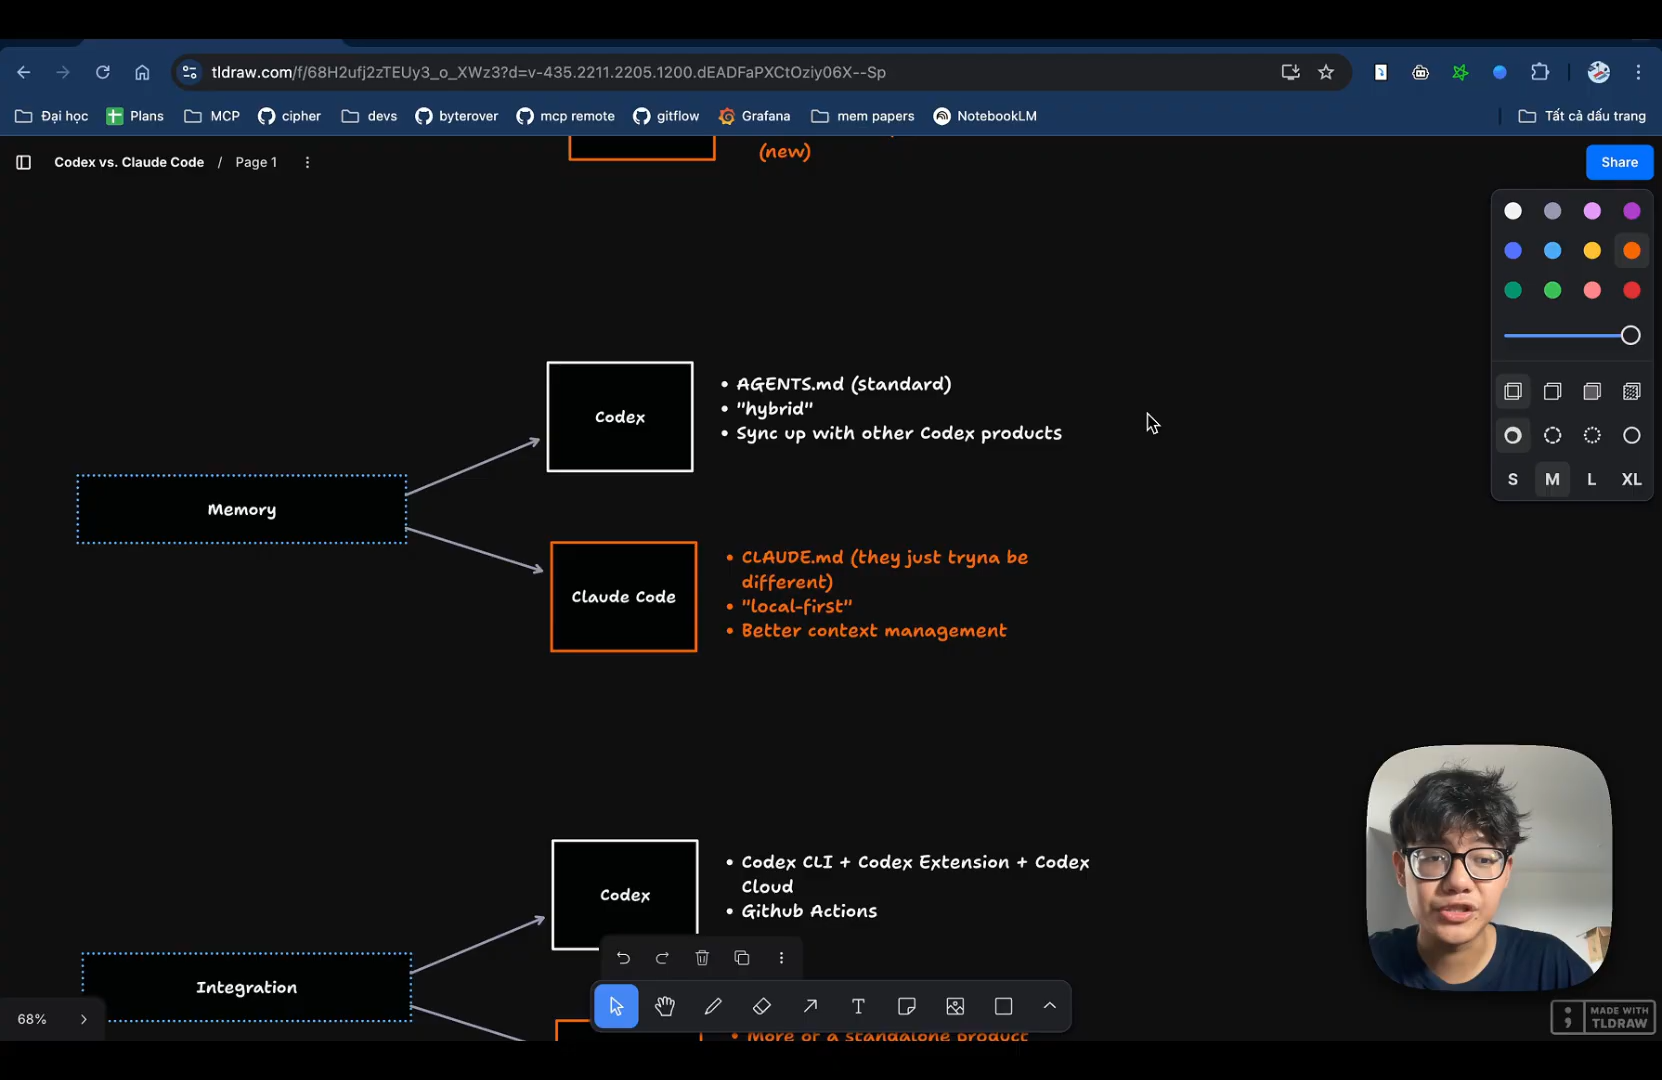 tldraw.com/f/68H2ufj2zTEUy3_o_XWz3?d=v-435.2211.2205.1200.dEADFaPXCtOziy06X--Sp
Đại học
Plans
MCP
cipher
devs
byterover
mcp remote
gitflow
Grafana
mem papers
NotebookLM
Tất cả dấu trang
Codex vs. Claude Code / Page 1
Share
(new)
Codex
• AGENTS.md (standard)
• "hybrid"
• Sync up with other Codex products
Memory
Claude Code
• CLAUDE.md (they just tryna be
different)
• "local-first"
• Better context management
S M L XL
Codex
• Codex CLI + Codex Extension + Codex
Cloud
• Github Actions
Integration
• More of a standalone product
68%
MADE WITH
TLDRAW